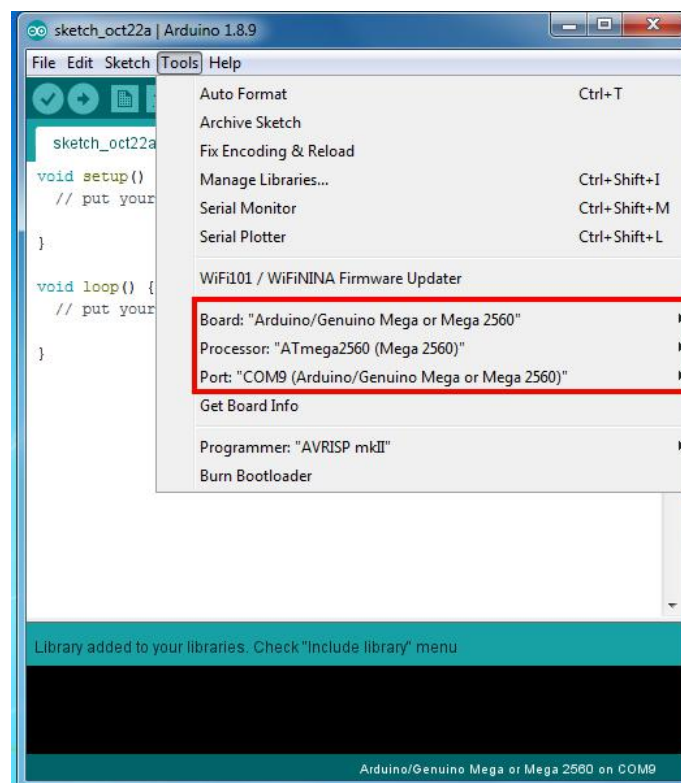 sketch_oct22a | Arduino 1.8.9
File Edit Sketch Tools Help
Auto Format Ctrl+T
Archive Sketch
sketch_oct22a
Fix Encoding & Reload
void setup()
Manage Libraries... Ctrl+Shift+I
// put your
Serial Monitor Ctrl+Shift+M
Serial Plotter Ctrl+Shift+L
}
WiFi101 / WiFiNINA Firmware Updater
void loop() {
// put your
Board: "Arduino/Genuino Mega or Mega 2560"
Processor: "ATmega2560 (Mega 2560)"
}
Port: "COM9 (Arduino/Genuino Mega or Mega 2560)"
Get Board Info
Programmer: "AVRISP mkII"
Burn Bootloader
Library added to your libraries. Check "Include library" menu
Arduino/Genuino Mega or Mega 2560 on COM9